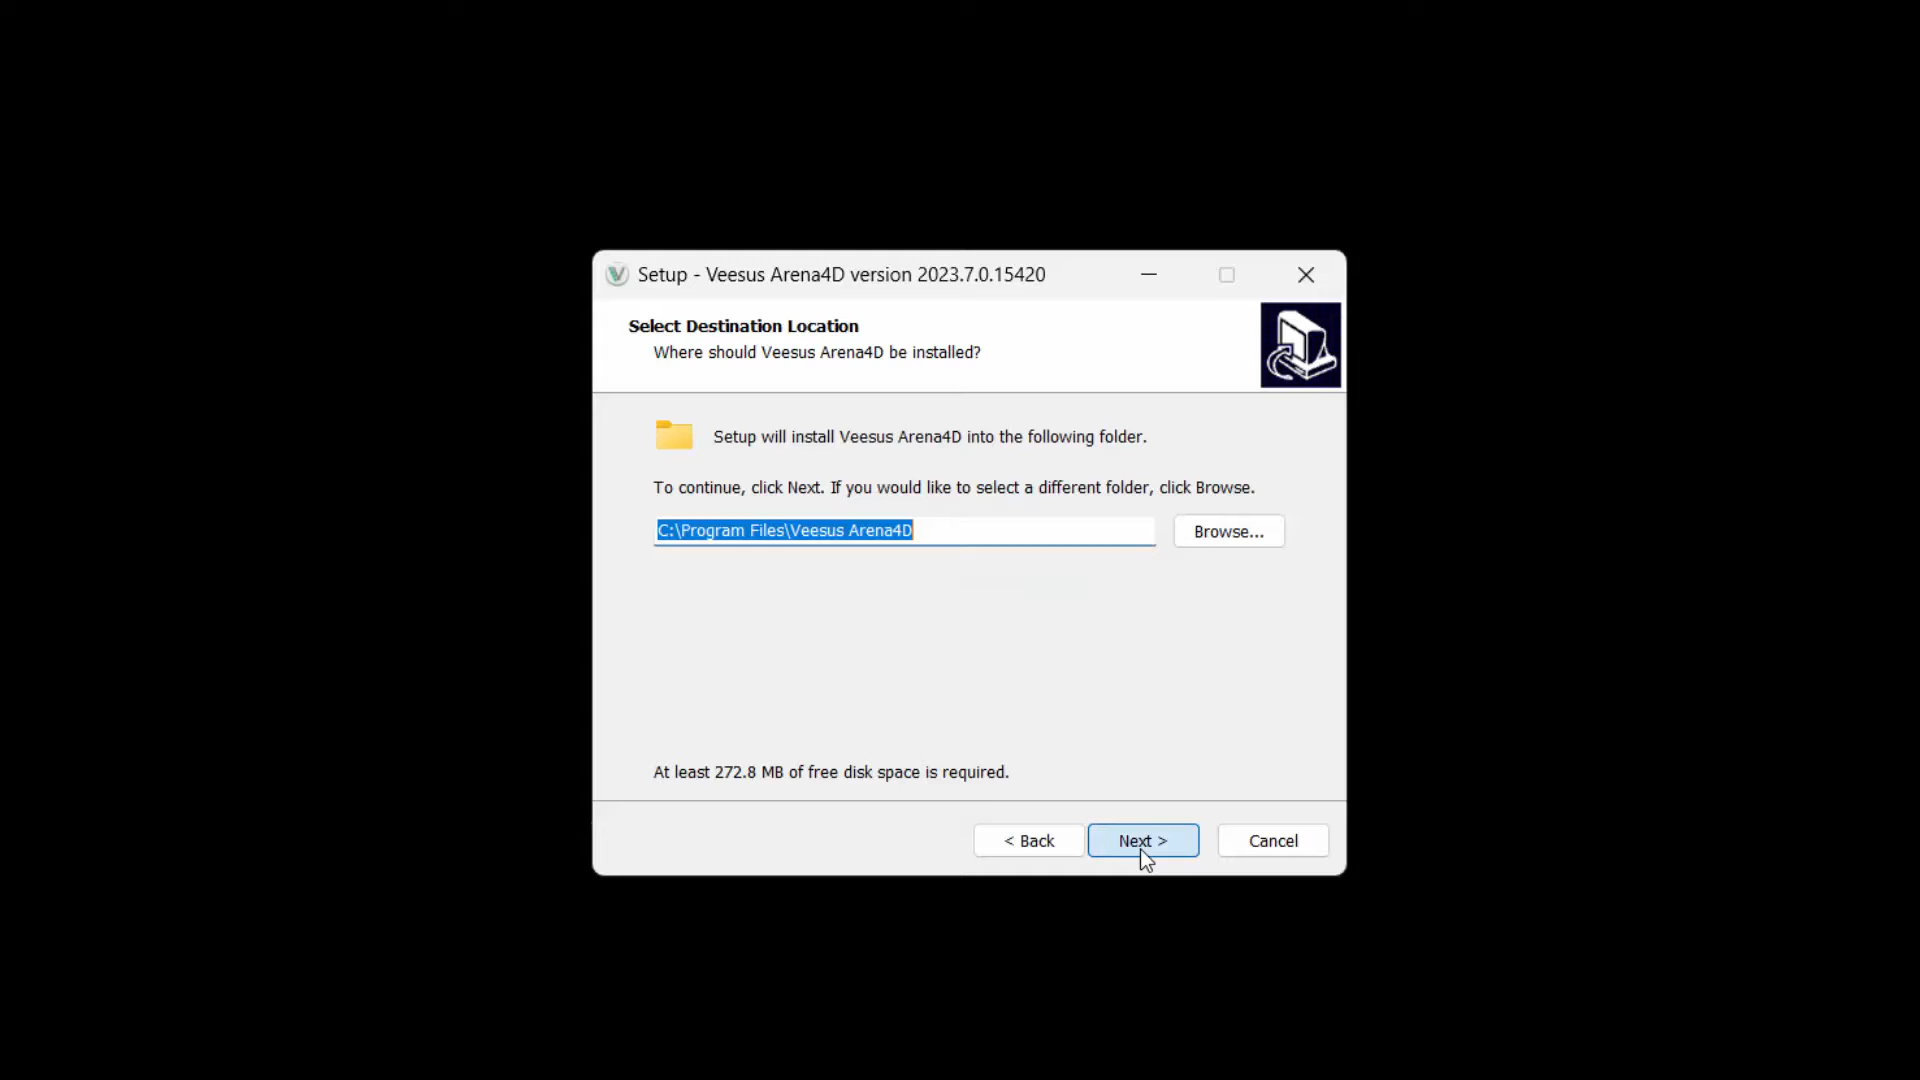 Setup - Veesus Arena4D version 2023.7.0.15420
Select Destination Location
Where should Veesus Arena4D be installed?
Setup will install Veesus Arena4D into the following folder.
To continue, click Next. If you would like to select a different folder, click Browse.
C:\Program Files\Veesus Arena4D
Browse...
At least 272.8 MB of free disk space is required.
< Back
Next >
Cancel